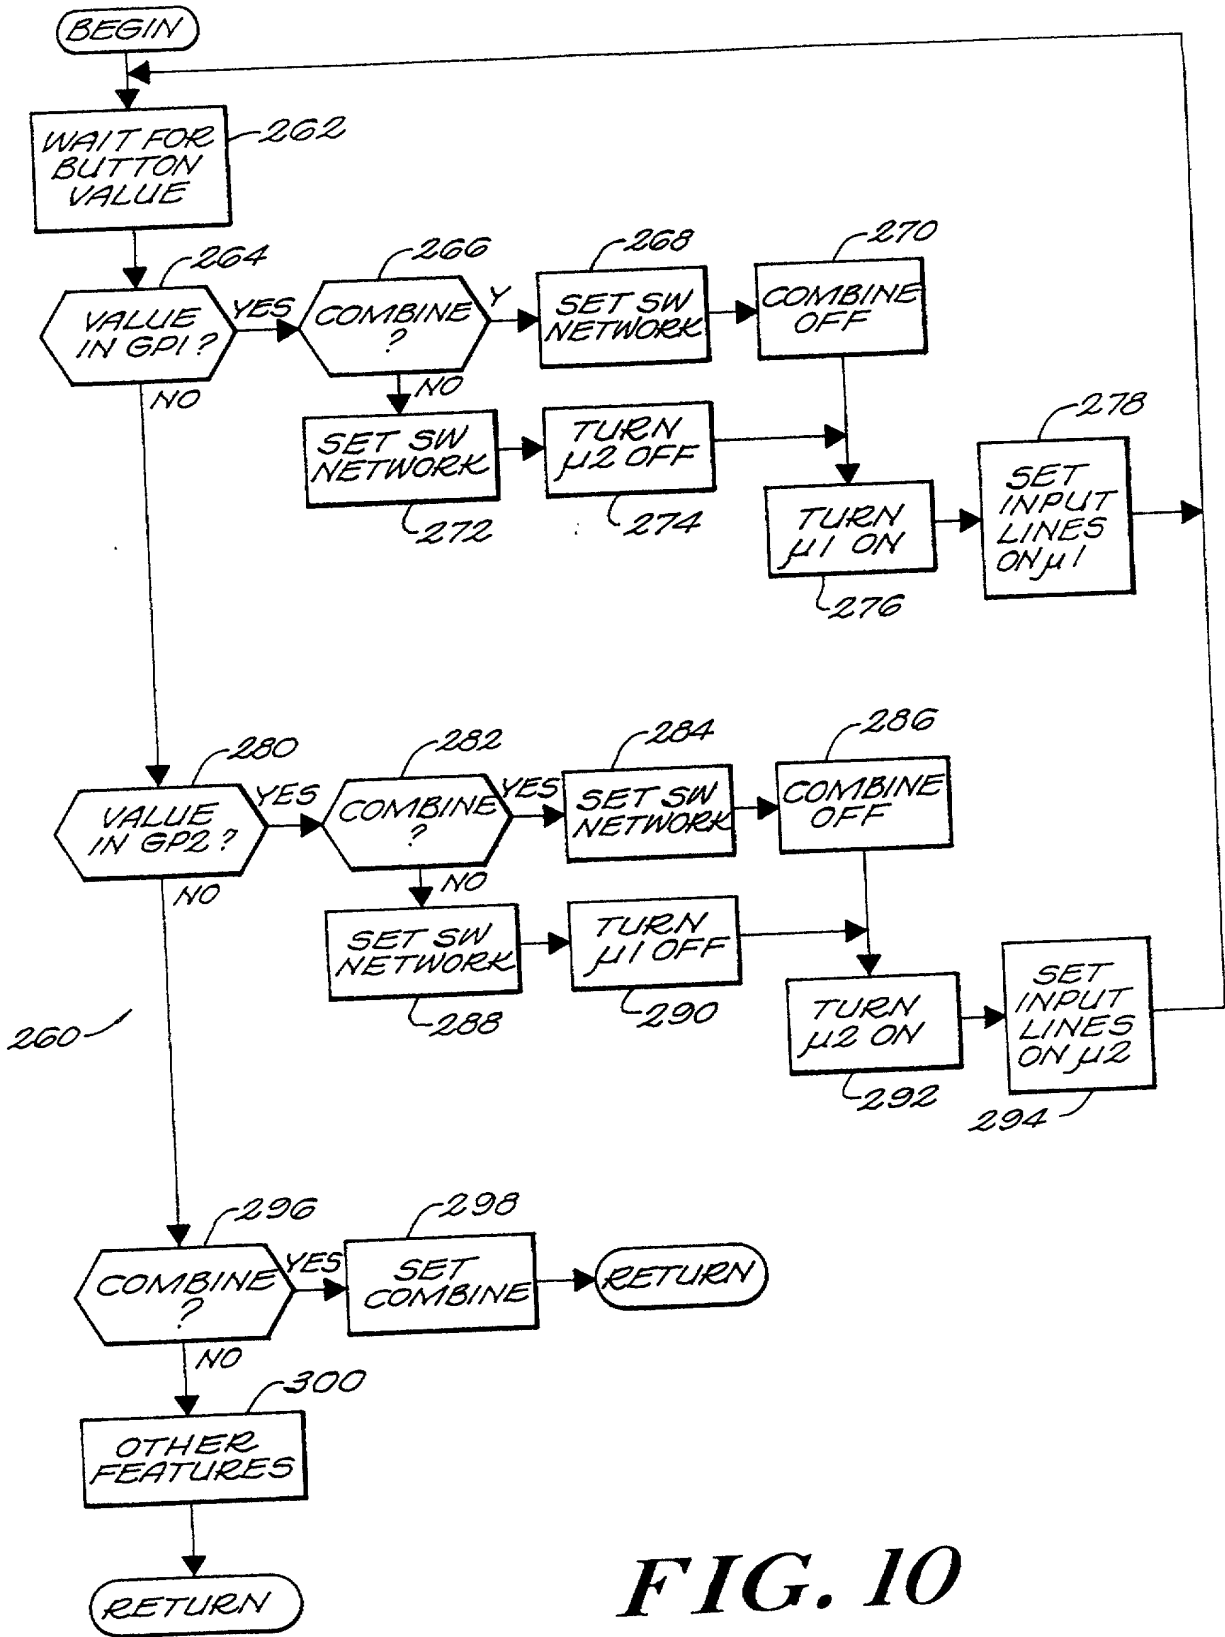 BEGIN
WAIT FOR
BUTTON
VALUE
262
264
VALUE
IN GP1?
YES
NO
266
COMBINE
?
Y
NO
268
SET SW
NETWORK
270
COMBINE
OFF
SET SW
NETWORK
272
TURN
μ2 OFF
274
TURN
μ1 ON
276
278
SET
INPUT
LINES
ON μ1
280
VALUE
IN GP2?
YES
NO
282
COMBINE
?
YES
NO
284
SET SW
NETWORK
286
COMBINE
OFF
SET SW
NETWORK
288
TURN
μ1 OFF
290
TURN
μ2 ON
292
SET
INPUT
LINES
ON μ2
294
260
296
COMBINE
?
YES
NO
298
SET
COMBINE
RETURN
300
OTHER
FEATURES
RETURN
FIG. 10